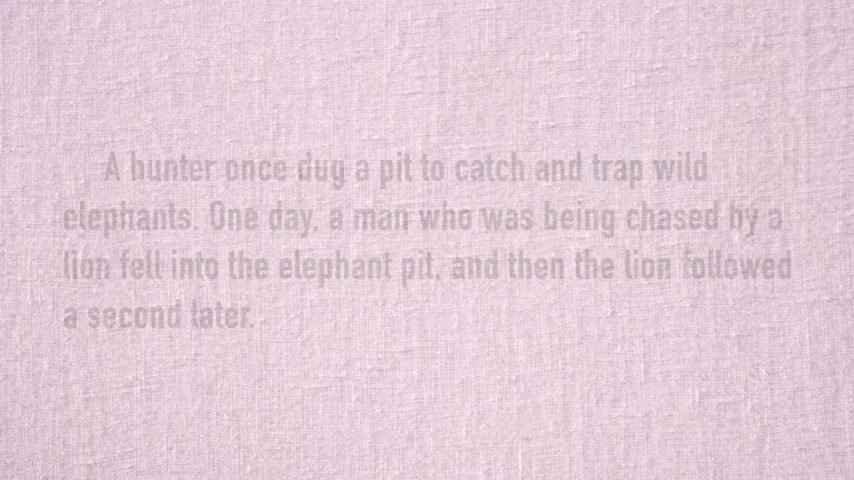 A hunter once dug a pit to catch and trap wild
elephants. One day, a man who was being chased by a
lion fell into the elephant pit, and then the lion followed
a second later.